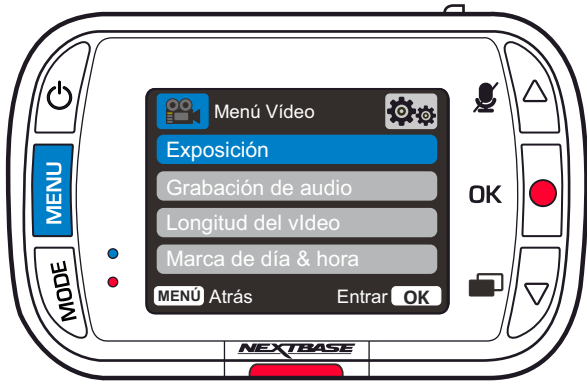 Menú Vídeo
Exposición
Grabación de audio
Longitud del vIdeo
Marca de día & hora
MENÚ Atrás Entrar OK
MENU
MODE
OK
NEXTBASE